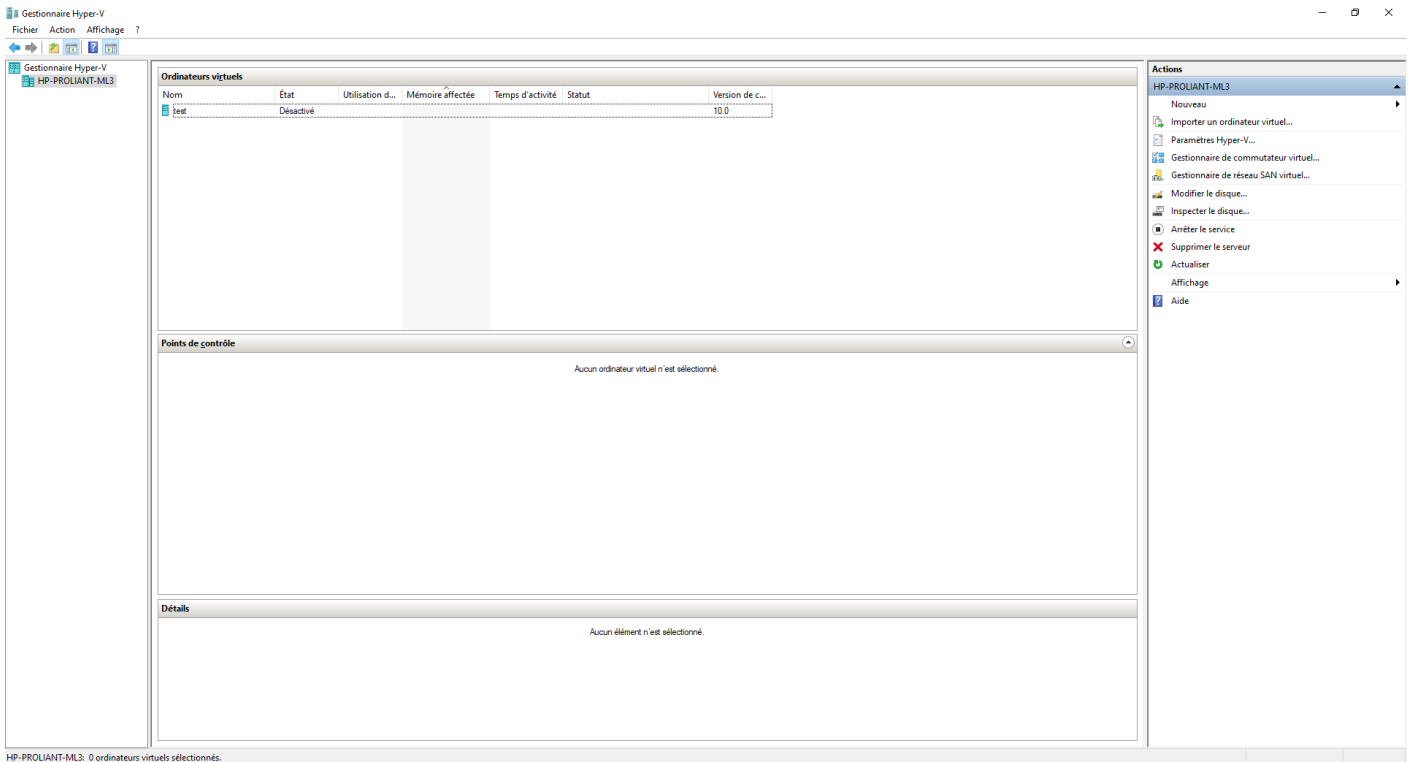 Gestionnaire Hyper-V
Fichier Action Affichage ?
Gestionnaire Hyper-V
HP-PROLIANT-ML3
Ordinateurs virtuels
Nom État Utilisation d... Mémoire affectée Temps d'activité Statut Version de c...
test Désactivé 10.0
Points de contrôle
Aucun ordinateur virtuel n'est sélectionné.
Détails
Aucun élément n'est sélectionné.
Actions
HP-PROLIANT-ML3
Nouveau
Importer un ordinateur virtuel...
Paramètres Hyper-V...
Gestionnaire de commutateur virtuel...
Gestionnaire de réseau SAN virtuel...
Modifier le disque...
Inspecter le disque...
Arrêter le service
Supprimer le serveur
Actualiser
Affichage
Aide
HP-PROLIANT-ML3: 0 ordinateurs virtuels sélectionnés.